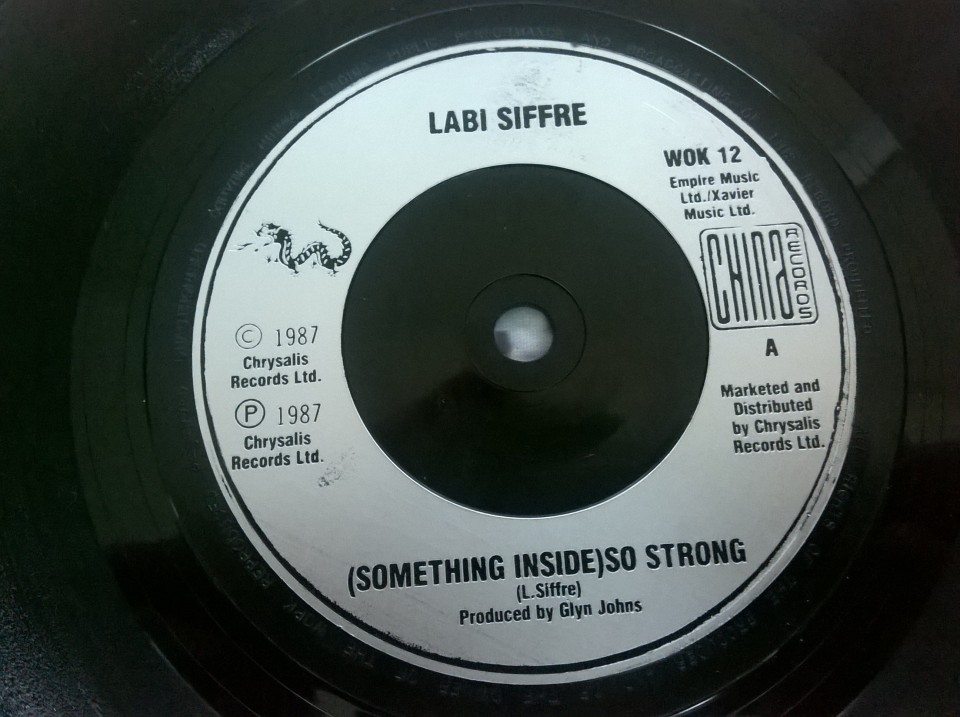 LABI SIFFRE
WOK 12
Empire Music
Ltd./Xavier
Music Ltd.
CHINA
RECORDS
A
© 1987
Chrysalis
Records Ltd.
℗ 1987
Chrysalis
Records Ltd.
Marketed and
Distributed
by Chrysalis
Records Ltd.
(SOMETHING INSIDE)SO STRONG
(L.Siffre)
Produced by Glyn Johns